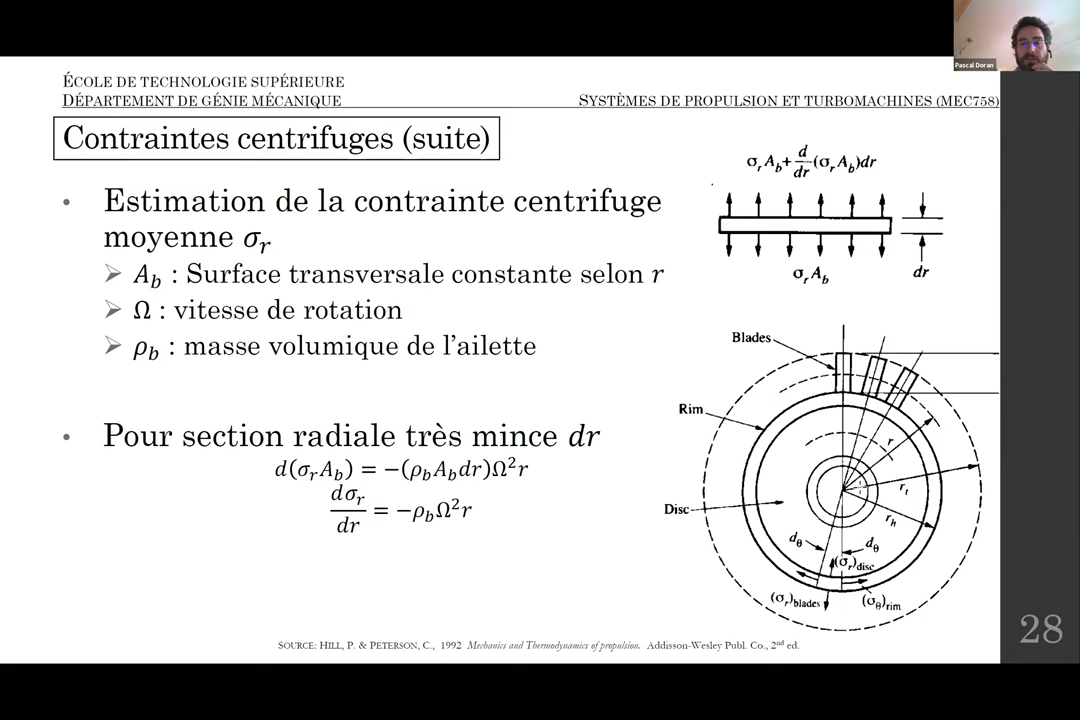 Pascal Doran
ÉCOLE DE TECHNOLOGIE SUPÉRIEURE
DÉPARTEMENT DE GÉNIE MÉCANIQUE
SYSTÈMES DE PROPULSION ET TURBOMACHINES (MEC758)
Contraintes centrifuges (suite)
• Estimation de la contrainte centrifuge
moyenne σ_r
➢ A_b : Surface transversale constante selon r
➢ Ω : vitesse de rotation
➢ ρ_b : masse volumique de l'ailette
• Pour section radiale très mince dr
d(σ_r A_b) = −(ρ_b A_b dr)Ω²r
dσ_r/dr = −ρ_b Ω²r
σ_r A_b + d/dr (σ_r A_b)dr
σ_r A_b
dr
Blades
Rim
r
r_t
Disc
r_h
d_θ
d_θ
(σ_r)_disc
(σ_r)_blades
(σ_θ)_rim
28
SOURCE: HILL, P. & PETERSON, C., 1992 Mechanics and Thermodynamics of propulsion. Addisson-Wesley Publ. Co., 2nd ed.